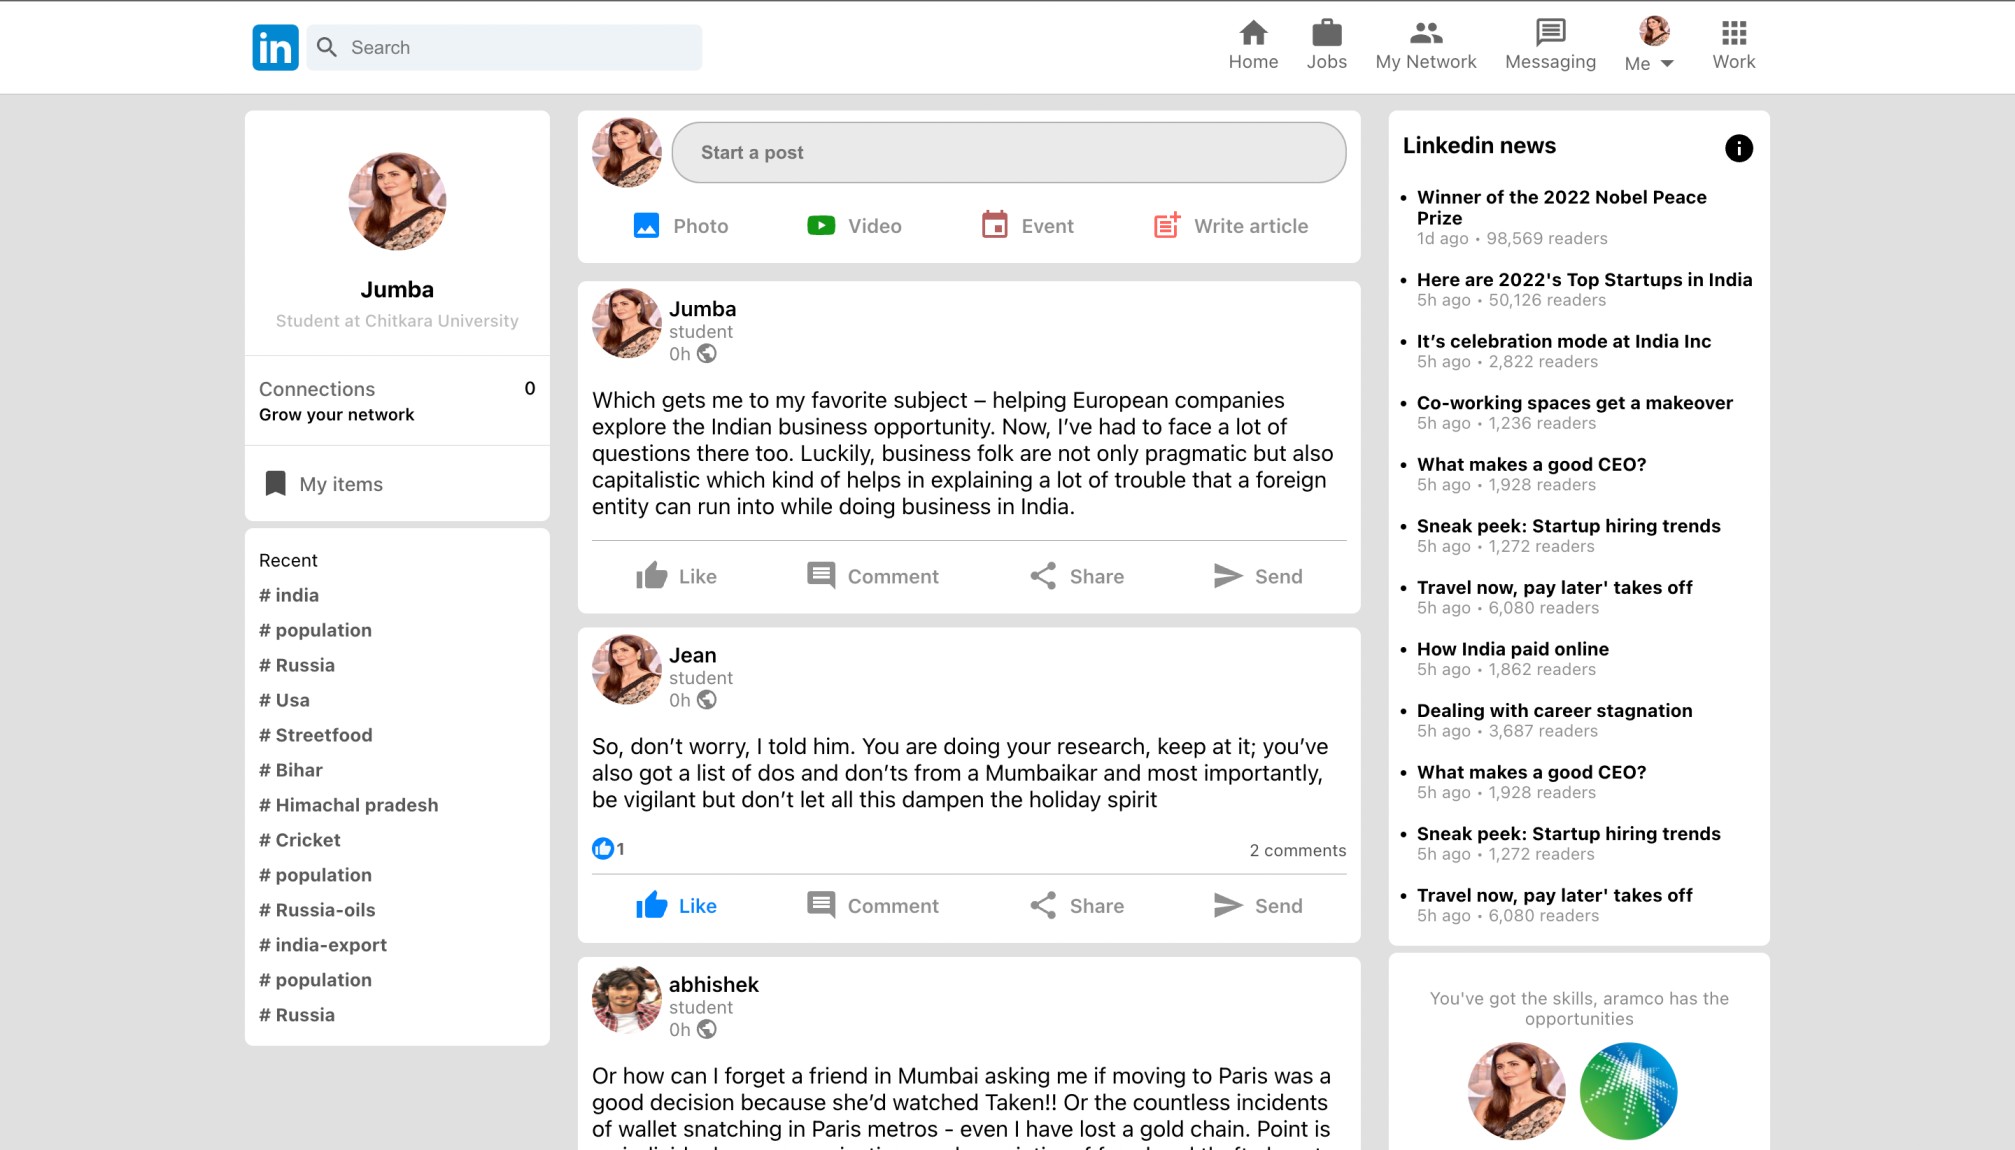 in
Search
Home
Jobs
My Network
Messaging
Me
Work
Jumba
Student at Chitkara University
Connections 0
Grow your network
My items
Recent
# india
# population
# Russia
# Usa
# Streetfood
# Bihar
# Himachal pradesh
# Cricket
# population
# Russia-oils
# india-export
# population
# Russia
Start a post
Photo
Video
Event
Write article
Jumba
student
0h
Which gets me to my favorite subject – helping European companies
explore the Indian business opportunity. Now, I’ve had to face a lot of
questions there too. Luckily, business folk are not only pragmatic but also
capitalistic which kind of helps in explaining a lot of trouble that a foreign
entity can run into while doing business in India.
Like
Comment
Share
Send
Jean
student
0h
So, don’t worry, I told him. You are doing your research, keep at it; you’ve
also got a list of dos and don’ts from a Mumbaikar and most importantly,
be vigilant but don’t let all this dampen the holiday spirit
1
2 comments
Like
Comment
Share
Send
abhishek
student
0h
Or how can I forget a friend in Mumbai asking me if moving to Paris was a
good decision because she’d watched Taken!! Or the countless incidents
of wallet snatching in Paris metros - even I have lost a gold chain. Point is
Linkedin news
• Winner of the 2022 Nobel Peace
Prize
1d ago • 98,569 readers
• Here are 2022's Top Startups in India
5h ago • 50,126 readers
• It’s celebration mode at India Inc
5h ago • 2,822 readers
• Co-working spaces get a makeover
5h ago • 1,236 readers
• What makes a good CEO?
5h ago • 1,928 readers
• Sneak peek: Startup hiring trends
5h ago • 1,272 readers
• Travel now, pay later' takes off
5h ago • 6,080 readers
• How India paid online
5h ago • 1,862 readers
• Dealing with career stagnation
5h ago • 3,687 readers
• What makes a good CEO?
5h ago • 1,928 readers
• Sneak peek: Startup hiring trends
5h ago • 1,272 readers
• Travel now, pay later' takes off
5h ago • 6,080 readers
You've got the skills, aramco has the
opportunities